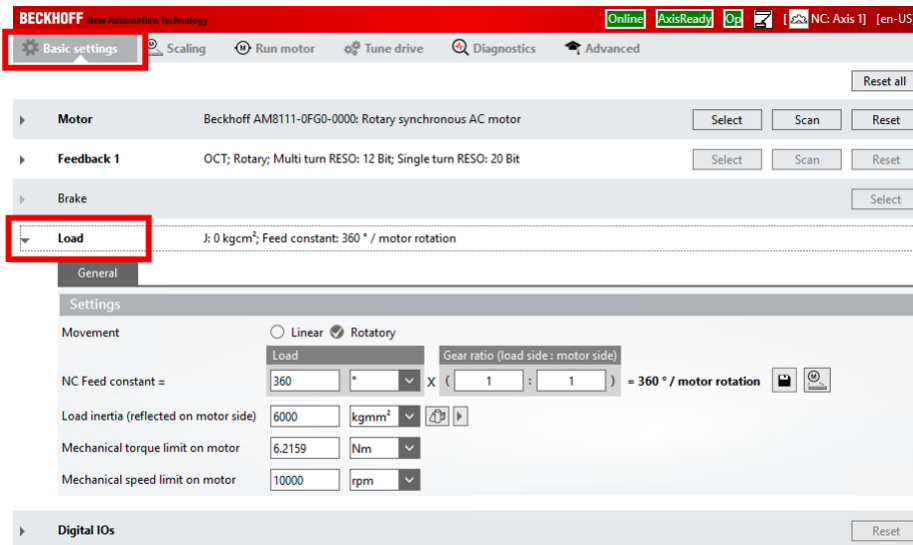 BECKHOFF New Automation Technology Online AxisReady Op [ NC: Axis 1] [en-US
Basic settings Scaling Run motor Tune drive Diagnostics Advanced
Reset all
Motor Beckhoff AM8111-0FG0-0000: Rotary synchronous AC motor Select Scan Reset
Feedback 1 OCT; Rotary; Multi turn RESO: 12 Bit; Single turn RESO: 20 Bit Select Scan Reset
Brake Select
Load J: 0 kgcm²; Feed constant: 360 ° / motor rotation
General
Settings
Movement Linear Rotatory
Load Gear ratio (load side : motor side)
NC Feed constant = 360 ° X ( 1 : 1 ) = 360 ° / motor rotation
Load inertia (reflected on motor side) 6000 kgmm²
Mechanical torque limit on motor 6.2159 Nm
Mechanical speed limit on motor 10000 rpm
Digital IOs Reset